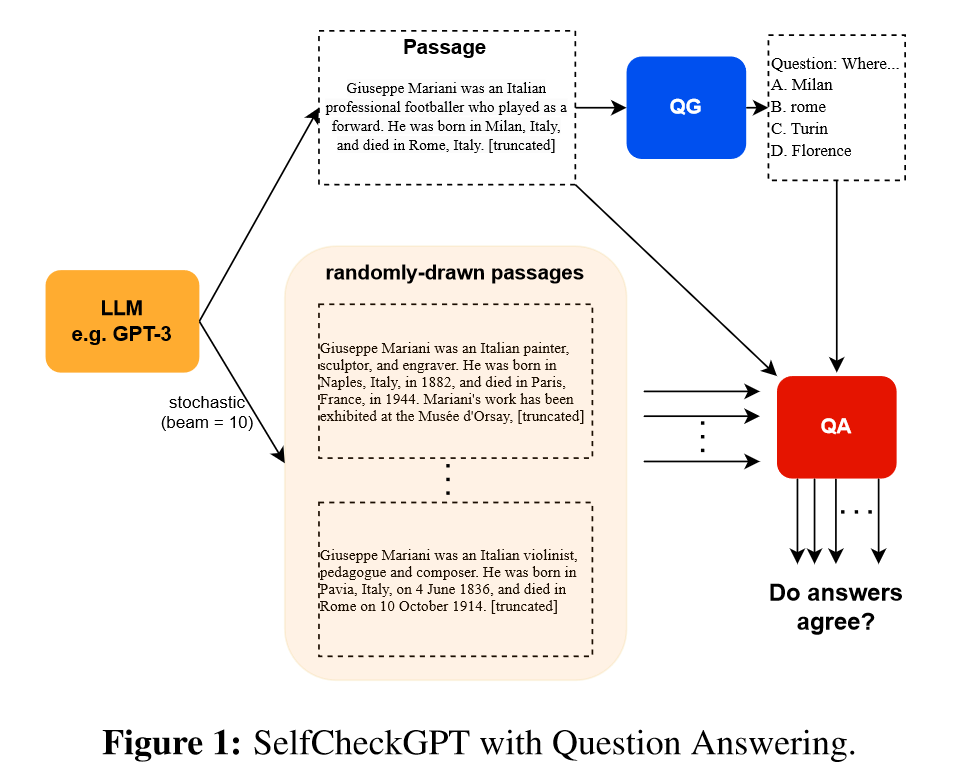 Passage
Giuseppe Mariani was an Italian
professional footballer who played as a
forward. He was born in Milan, Italy,
and died in Rome, Italy. [truncated]
QG
Question: Where...
A. Milan
B. rome
C. Turin
D. Florence
LLM
e.g. GPT-3
stochastic
(beam = 10)
randomly-drawn passages
Giuseppe Mariani was an Italian painter,
sculptor, and engraver. He was born in
Naples, Italy, in 1882, and died in Paris,
France, in 1944. Mariani's work has been
exhibited at the Musée d'Orsay, [truncated]
Giuseppe Mariani was an Italian violinist,
pedagogue and composer. He was born in
Pavia, Italy, on 4 June 1836, and died in
Rome on 10 October 1914. [truncated]
QA
Do answers
agree?
Figure 1: SelfCheckGPT with Question Answering.